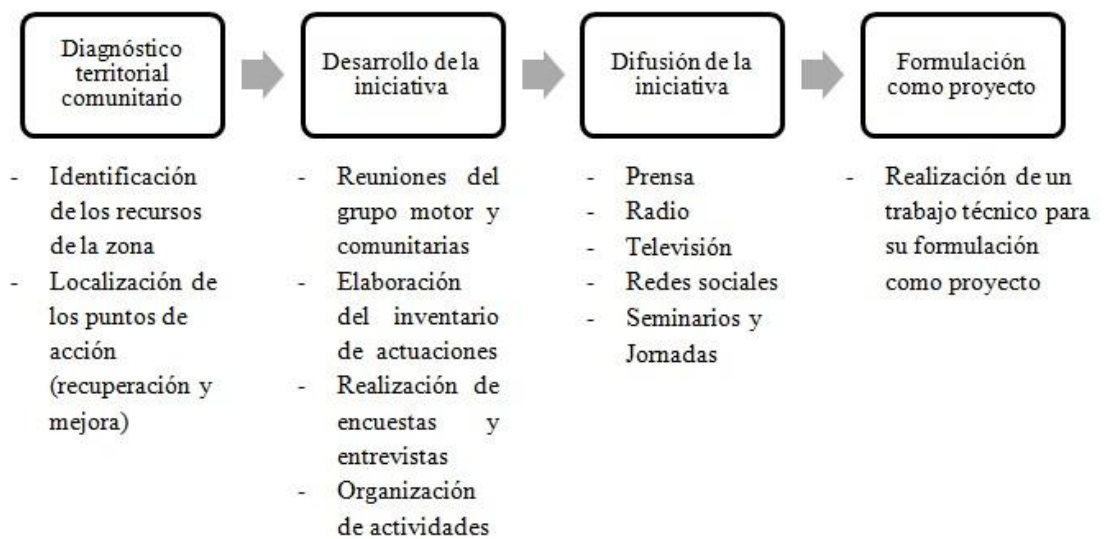 Diagnóstico
territorial
comunitario
Desarrollo de la
iniciativa
Difusión de la
iniciativa
Formulación
como proyecto
- Identificación
de los recursos
de la zona
- Localización de
los puntos de
acción
(recuperación y
mejora)
- Reuniones del
grupo motor y
comunitarias
- Elaboración
del inventario
de actuaciones
- Realización de
encuestas y
entrevistas
- Organización
de actividades
- Prensa
- Radio
- Televisión
- Redes sociales
- Seminarios y
Jornadas
- Realización de un
trabajo técnico para
su formulación
como proyecto